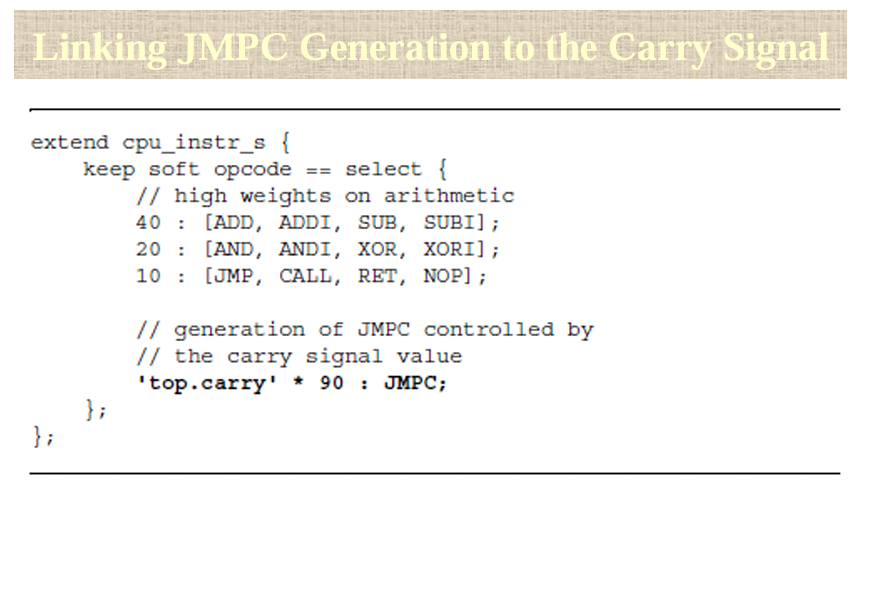 Linking JMPC Generation to the Carry Signal
extend cpu_instr_s {
    keep soft opcode == select {
        // high weights on arithmetic
        40 : [ADD, ADDI, SUB, SUBI];
        20 : [AND, ANDI, XOR, XORI];
        10 : [JMP, CALL, RET, NOP];
        // generation of JMPC controlled by
        // the carry signal value
        'top.carry' * 90 : JMPC;
    };
};